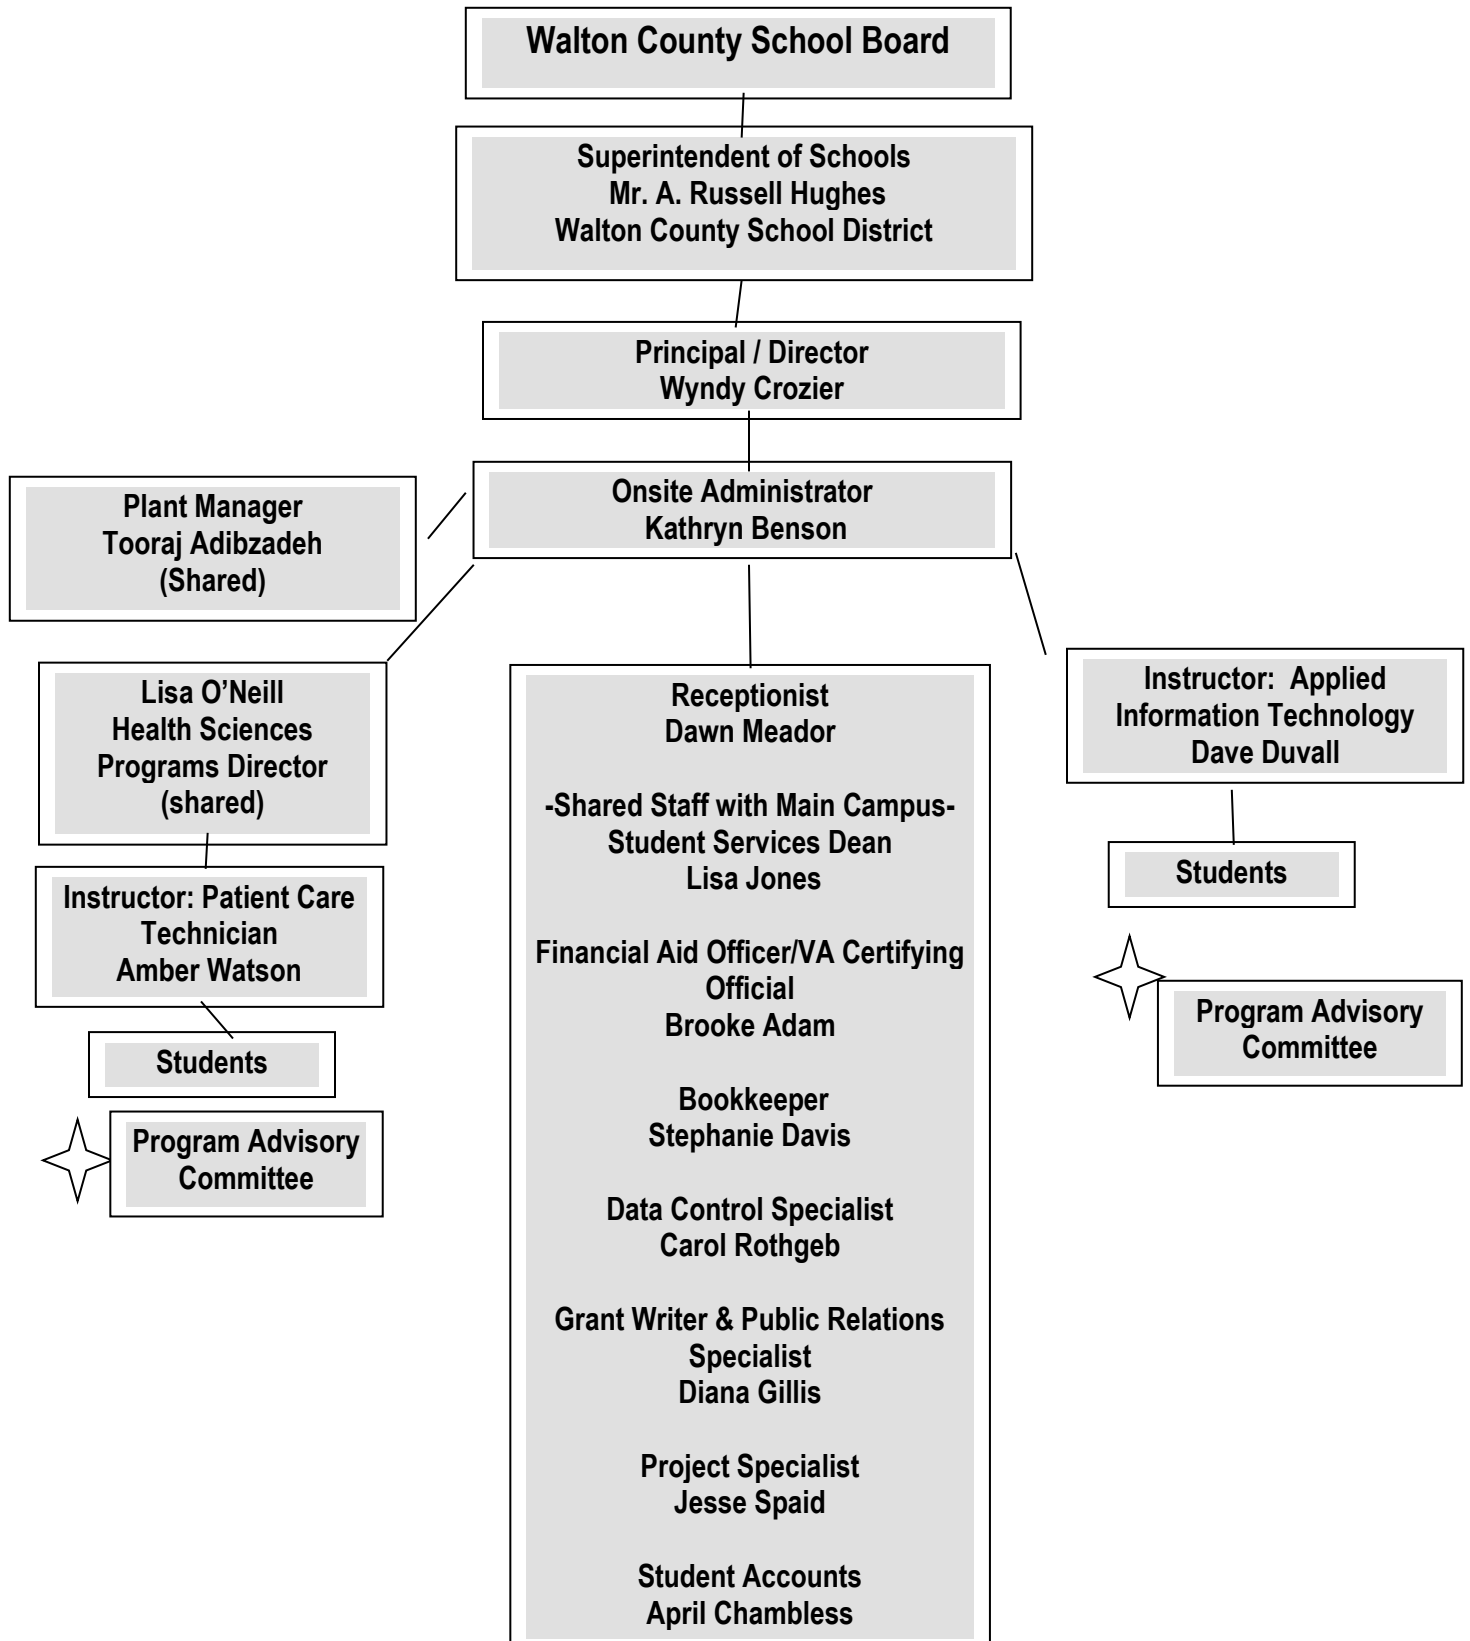 Walton County School Board
Superintendent of Schools
Mr. A. Russell Hughes
Walton County School District
Principal / Director
Wyndy Crozier
Onsite Administrator
Kathryn Benson
Plant Manager
Tooraj Adibzadeh
(Shared)
Lisa O’Neill
Health Sciences
Programs Director
(shared)
Instructor: Patient Care
Technician
Amber Watson
Students
Program Advisory
Committee
Receptionist
Dawn Meador
-Shared Staff with Main Campus-
Student Services Dean
Lisa Jones
Financial Aid Officer/VA Certifying
Official
Brooke Adam
Bookkeeper
Stephanie Davis
Data Control Specialist
Carol Rothgeb
Grant Writer & Public Relations
Specialist
Diana Gillis
Project Specialist
Jesse Spaid
Student Accounts
April Chambless
Instructor:  Applied
Information Technology
Dave Duvall
Students
Program Advisory
Committee